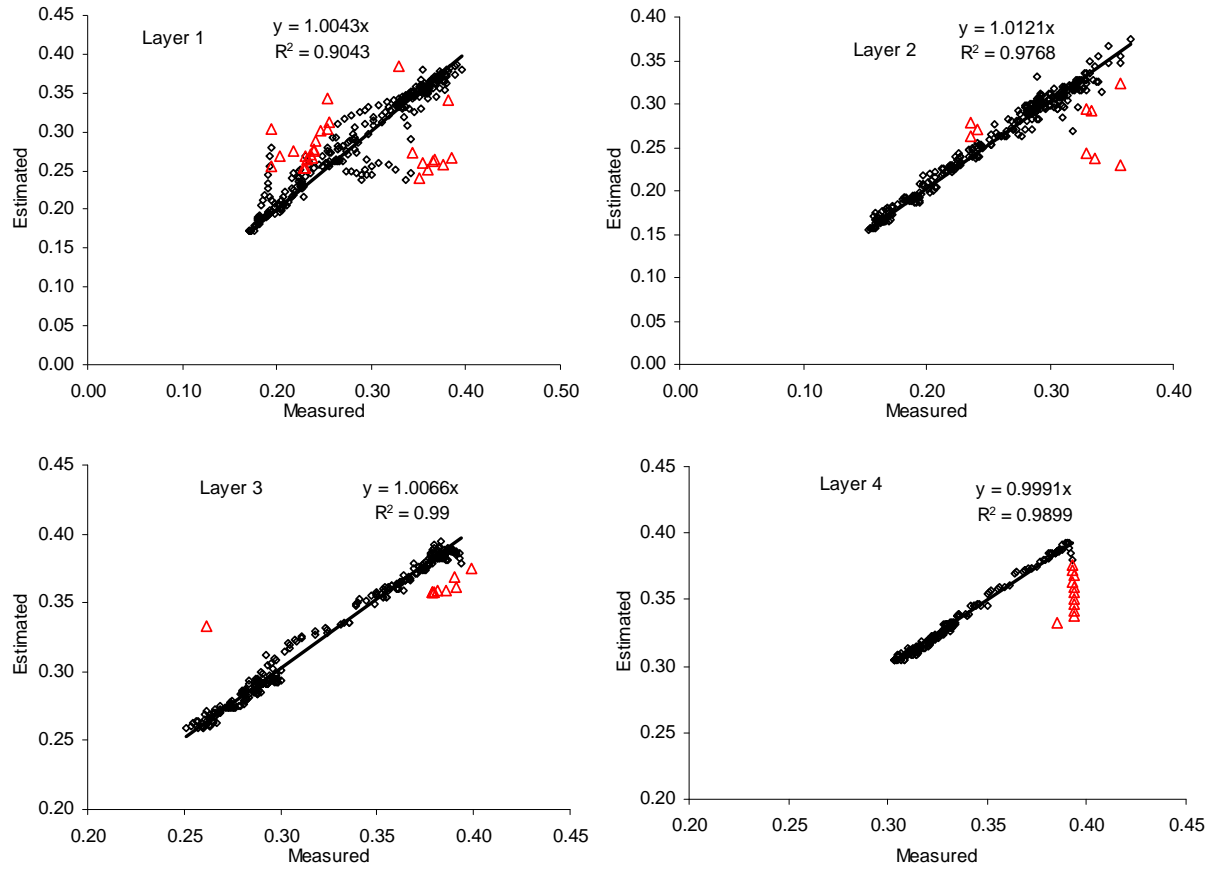 Layer 1
y = 1.0043x
R² = 0.9043
Estimated
0.45
0.40
0.35
0.30
0.25
0.20
0.15
0.10
0.05
0.00
0.00 0.10 0.20 0.30 0.40 0.50
Measured
Layer 2
y = 1.0121x
R² = 0.9768
Estimated
0.40
0.35
0.30
0.25
0.20
0.15
0.10
0.05
0.00
0.00 0.10 0.20 0.30 0.40
Measured
Layer 3
y = 1.0066x
R² = 0.99
Estimated
0.45
0.40
0.35
0.30
0.25
0.20
0.20 0.25 0.30 0.35 0.40 0.45
Measured
Layer 4
y = 0.9991x
R² = 0.9899
Estimated
0.45
0.40
0.35
0.30
0.25
0.20
0.20 0.25 0.30 0.35 0.40 0.45
Measured